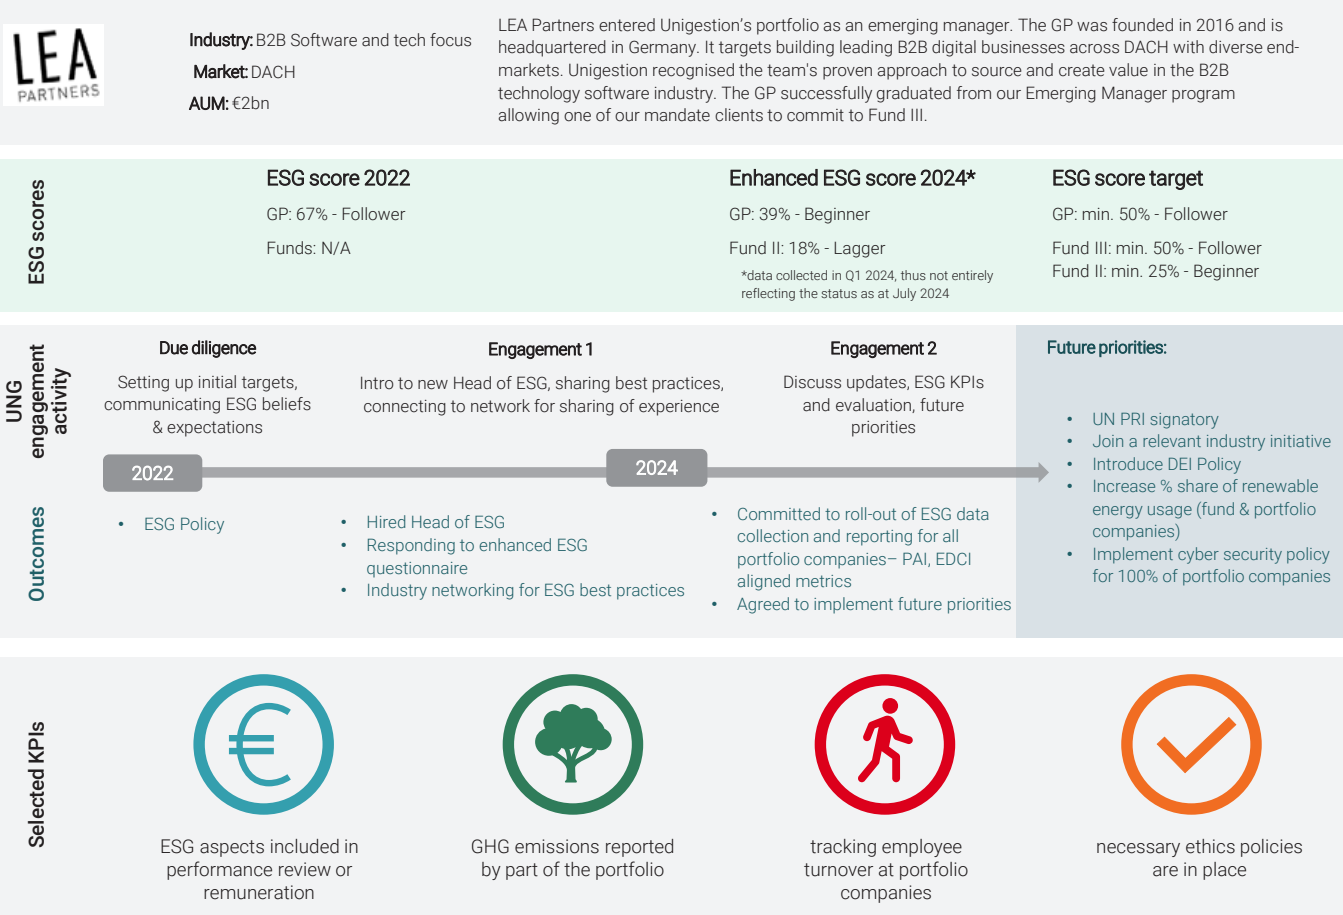 LEA
PARTNERS
Industry: B2B Software and tech focus
Market: DACH
AUM: €2bn
LEA Partners entered Unigestion's portfolio as an emerging manager. The GP was founded in 2016 and is
headquartered in Germany. It targets building leading B2B digital businesses across DACH with diverse end-
markets. Unigestion recognised the team's proven approach to source and create value in the B2B
technology software industry. The GP successfully graduated from our Emerging Manager program
allowing one of our mandate clients to commit to Fund III.
ESG scores
ESG score 2022
GP: 67% - Follower
Funds: N/A
Enhanced ESG score 2024*
GP: 39% - Beginner
Fund II: 18% - Lagger
*data collected in Q1 2024, thus not entirely
reflecting the status as at July 2024
ESG score target
GP: min. 50% - Follower
Fund III: min. 50% - Follower
Fund II: min. 25% - Beginner
UNG
engagement
activity
Due diligence
Setting up initial targets,
communicating ESG beliefs
& expectations
Engagement 1
Intro to new Head of ESG, sharing best practices,
connecting to network for sharing of experience
Engagement 2
Discuss updates, ESG KPIs
and evaluation, future
priorities
2022
2024
Outcomes
• ESG Policy
• Hired Head of ESG
• Responding to enhanced ESG
questionnaire
• Industry networking for ESG best practices
• Committed to roll-out of ESG data
collection and reporting for all
portfolio companies– PAI, EDCI
aligned metrics
• Agreed to implement future priorities
Future priorities:
• UN PRI signatory
• Join a relevant industry initiative
• Introduce DEI Policy
• Increase % share of renewable
energy usage (fund & portfolio
companies)
• Implement cyber security policy
for 100% of portfolio companies
Selected KPIs
€
ESG aspects included in
performance review or
remuneration
GHG emissions reported
by part of the portfolio
tracking employee
turnover at portfolio
companies
necessary ethics policies
are in place